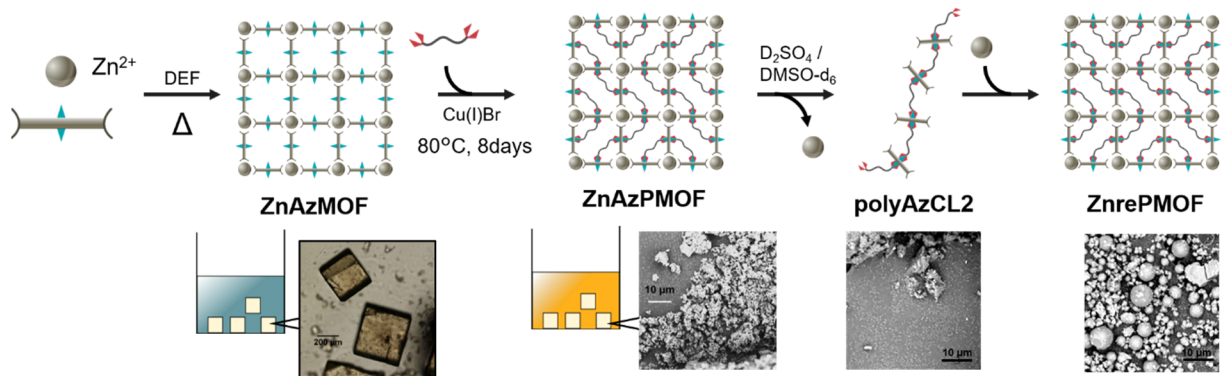 Zn2+
DEF
Δ
Cu(I)Br
80°C, 8days
D2SO4 /
DMSO-d6
ZnAzMOF
ZnAzPMOF
polyAzCL2
ZnrePMOF
200 μm
10 μm
10 μm
10 μm